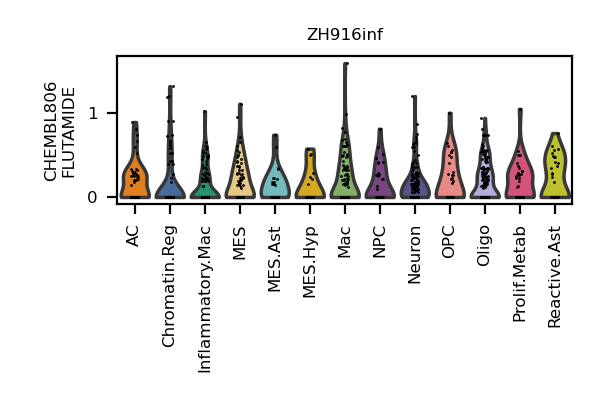 ZH916inf
CHEMBL806
FLUTAMIDE
1
0
AC
Chromatin.Reg
Inflammatory.Mac
MES
MES.Ast
MES.Hyp
Mac
NPC
Neuron
OPC
Oligo
Prolif.Metab
Reactive.Ast